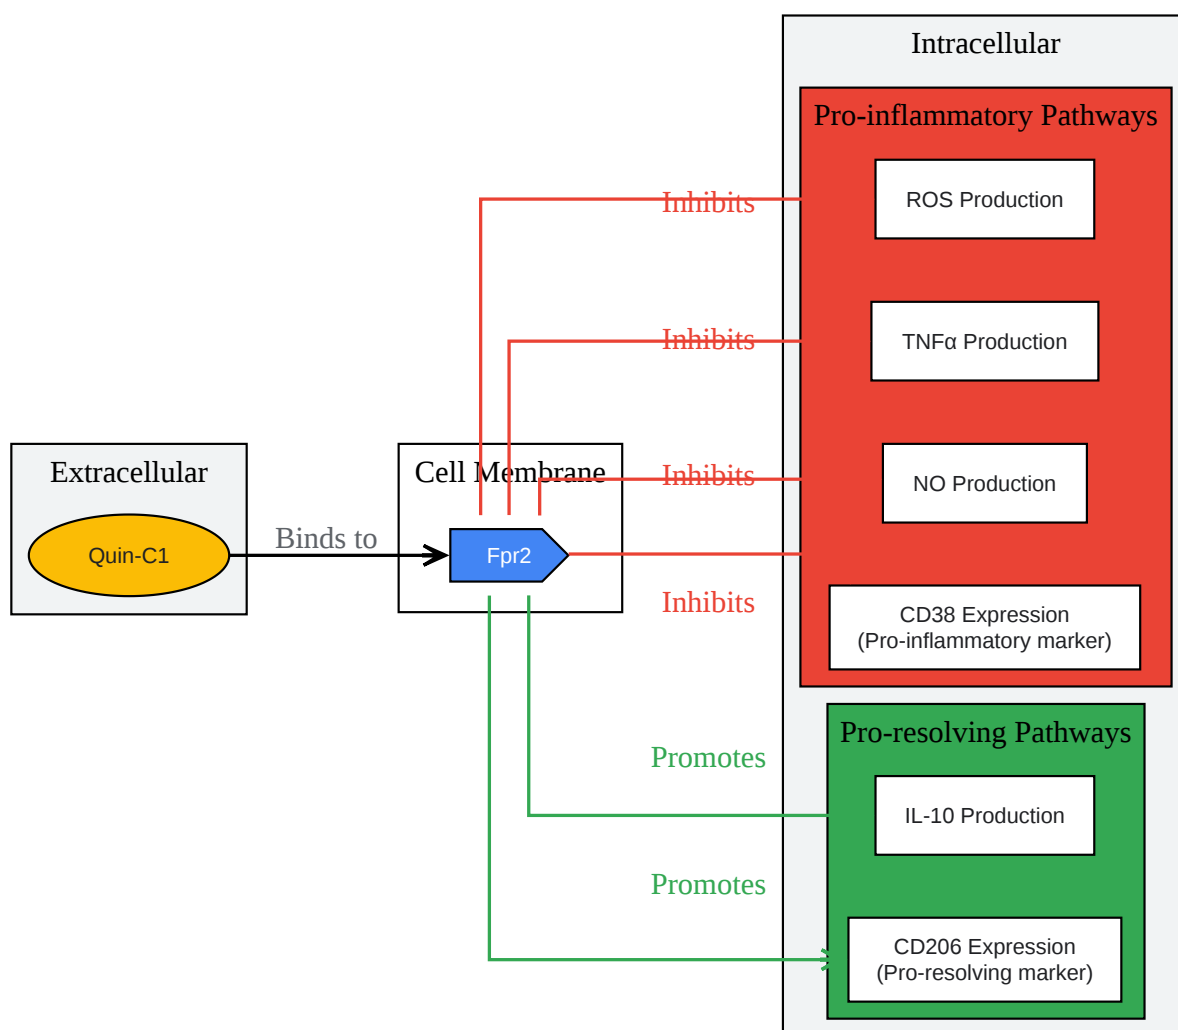 Intracellular
Pro-inflammatory Pathways
ROS Production
Inhibits
TNFα Production
Inhibits
Extracellular
Cell Membrane
Inhibits
NO Production
Quin-C1
Binds to
Fpr2
Inhibits
CD38 Expression
(Pro-inflammatory marker)
Pro-resolving Pathways
Promotes
IL-10 Production
Promotes
CD206 Expression
(Pro-resolving marker)